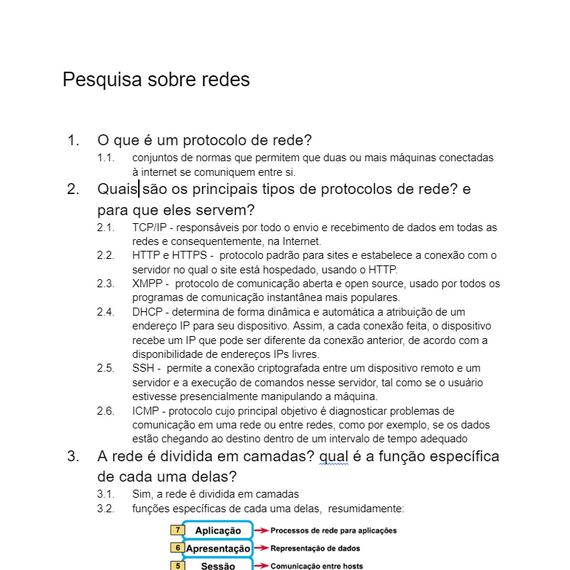 Pesquisa sobre redes
1. O que é um protocolo de rede?
1.1. conjuntos de normas que permitem que duas ou mais máquinas conectadas
à internet se comuniquem entre si.
2. Quais são os principais tipos de protocolos de rede? e
para que eles servem?
2.1. TCP/IP - responsáveis por todo o envio e recebimento de dados em todas as
redes e consequentemente, na Internet.
2.2. HTTP e HTTPS - protocolo padrão para sites e estabelece a conexão com o
servidor no qual o site está hospedado, usando o HTTP.
2.3. XMPP - protocolo de comunicação aberta e open source, usado por todos os
programas de comunicação instantânea mais populares.
2.4. DHCP - determina de forma dinâmica e automática a atribuição de um
endereço IP para seu dispositivo. Assim, a cada conexão feita, o dispositivo
recebe um IP que pode ser diferente da conexão anterior, de acordo com a
disponibilidade de endereços IPs livres.
2.5. SSH - permite a conexão criptografada entre um dispositivo remoto e um
servidor e a execução de comandos nesse servidor, tal como se o usuário
estivesse presencialmente manipulando a máquina.
2.6. ICMP - protocolo cujo principal objetivo é diagnosticar problemas de
comunicação em uma rede ou entre redes, como por exemplo, se os dados
estão chegando ao destino dentro de um intervalo de tempo adequado
3. A rede é dividida em camadas? qual é a função específica
de cada uma delas?
3.1. Sim, a rede é dividida em camadas
3.2. funções específicas de cada uma delas, resumidamente:
7 Aplicação Processos de rede para aplicações
6 Apresentação Representação de dados
5 Sessão Comunicação entre hosts